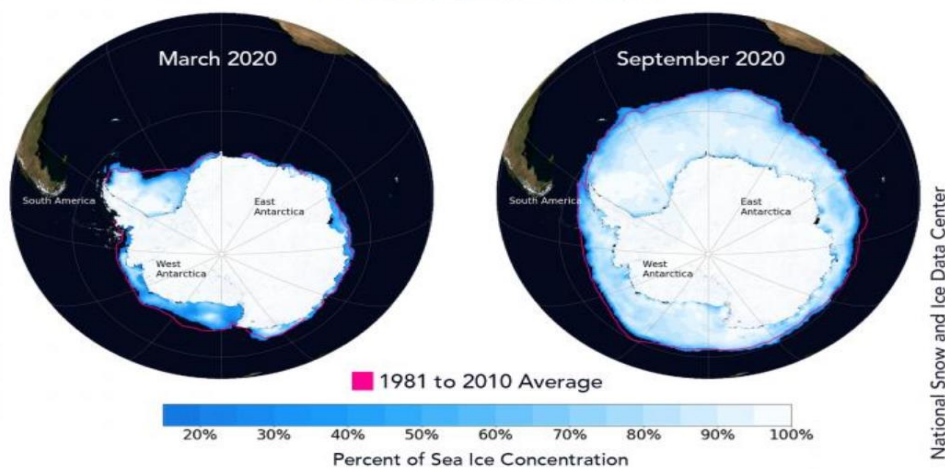 March 2020
September 2020
South America
East
Antarctica
West
Antarctica
South America
East
Antarctica
West
Antarctica
1981 to 2010 Average
20% 30% 40% 50% 60% 70% 80% 90% 100%
Percent of Sea Ice Concentration
National Snow and Ice Data Center